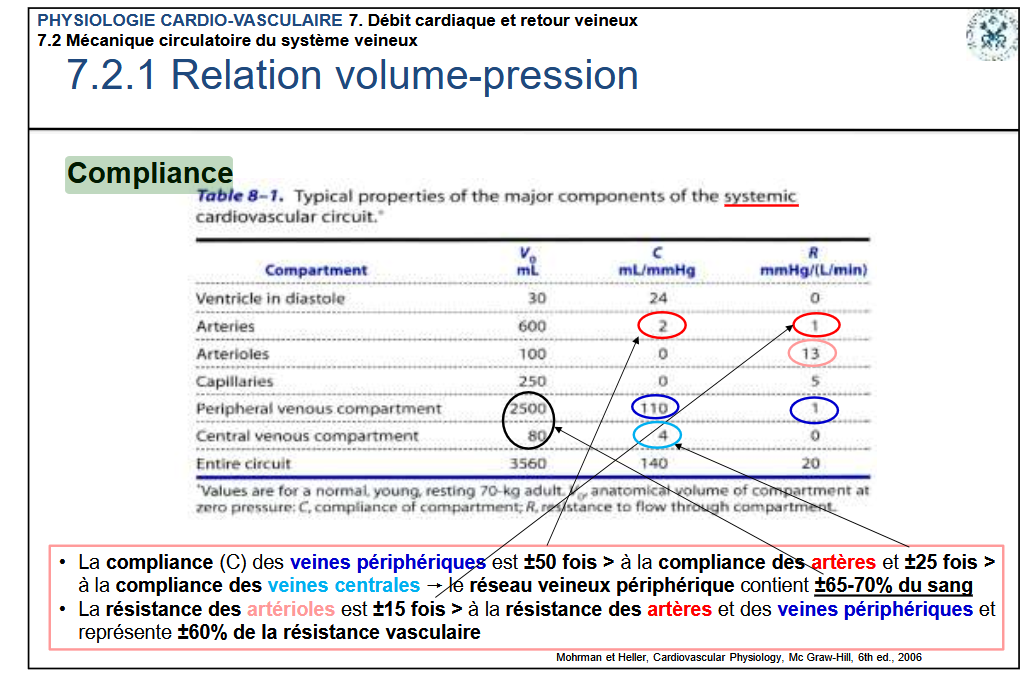 PHYSIOLOGIE CARDIO-VASCULAIRE 7. Débit cardiaque et retour veineux
7.2 Mécanique circulatoire du système veineux
7.2.1 Relation volume-pression
Compliance
Table 8–1. Typical properties of the major components of the systemic
cardiovascular circuit.*
Compartment V₀ mL C mL/mmHg R mmHg/(L/min)
Ventricle in diastole 30 24 0
Arteries 600 2 1
Arterioles 100 0 13
Capillaries 250 0 5
Peripheral venous compartment 2500 110 1
Central venous compartment 80 4 0
Entire circuit 3560 140 20
*Values are for a normal, young, resting 70-kg adult. V₀, anatomical volume of compartment at
zero pressure; C, compliance of compartment; R, resistance to flow through compartment.
• La compliance (C) des veines périphériques est ±50 fois > à la compliance des artères et ±25 fois >
à la compliance des veines centrales → le réseau veineux périphérique contient ±65-70% du sang
• La résistance des artérioles est ±15 fois > à la résistance des artères et des veines périphériques et
représente ±60% de la résistance vasculaire
Mohrman et Heller, Cardiovascular Physiology, Mc Graw-Hill, 6th ed., 2006